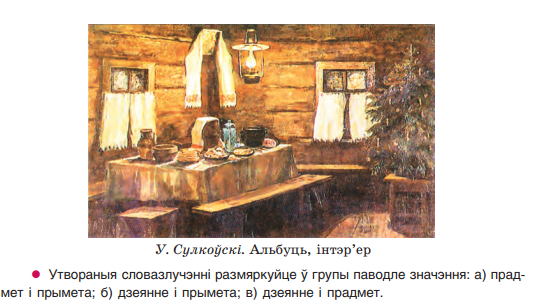 У. Сулкоўскі. Альбуць, інтэр’ер
● Утвораныя словазлучэнні размяркуйце ў групы паводле значэння: а) прад-
мет і прымета; б) дзеянне і прымета; в) дзеянне і прадмет.